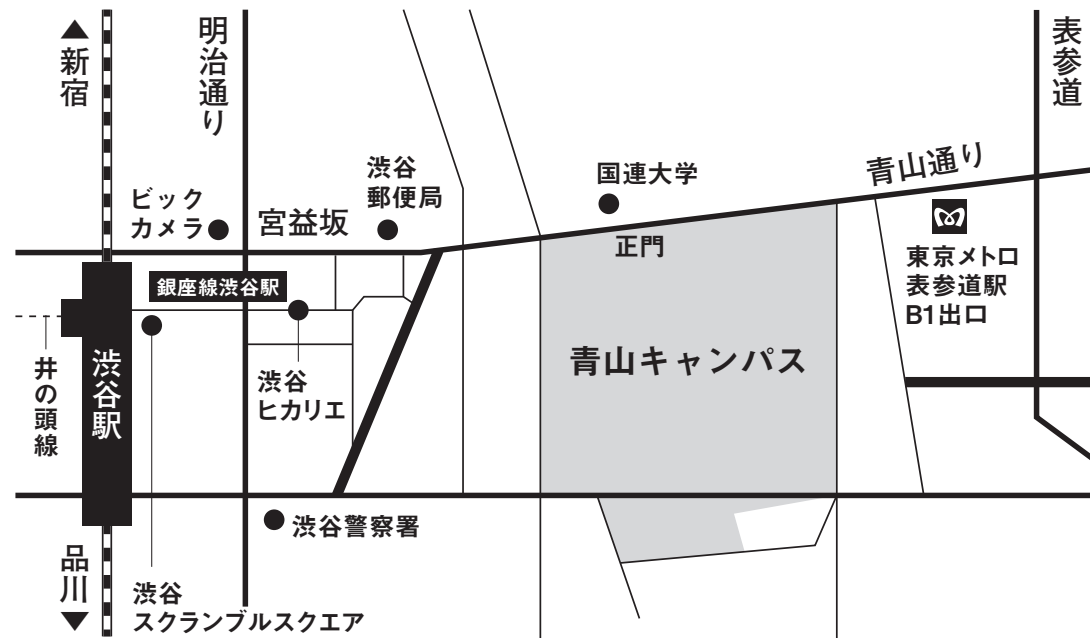 ▲新宿
明治通り
表参道
青山通り
国連大学
渋谷
郵便局
ビック
カメラ
宮益坂
正門
東京メトロ
表参道駅
B1出口
銀座線渋谷駅
青山キャンパス
渋谷駅
井の頭線
渋谷
ヒカリエ
渋谷警察署
品川▼
渋谷
スクランブルスクエア